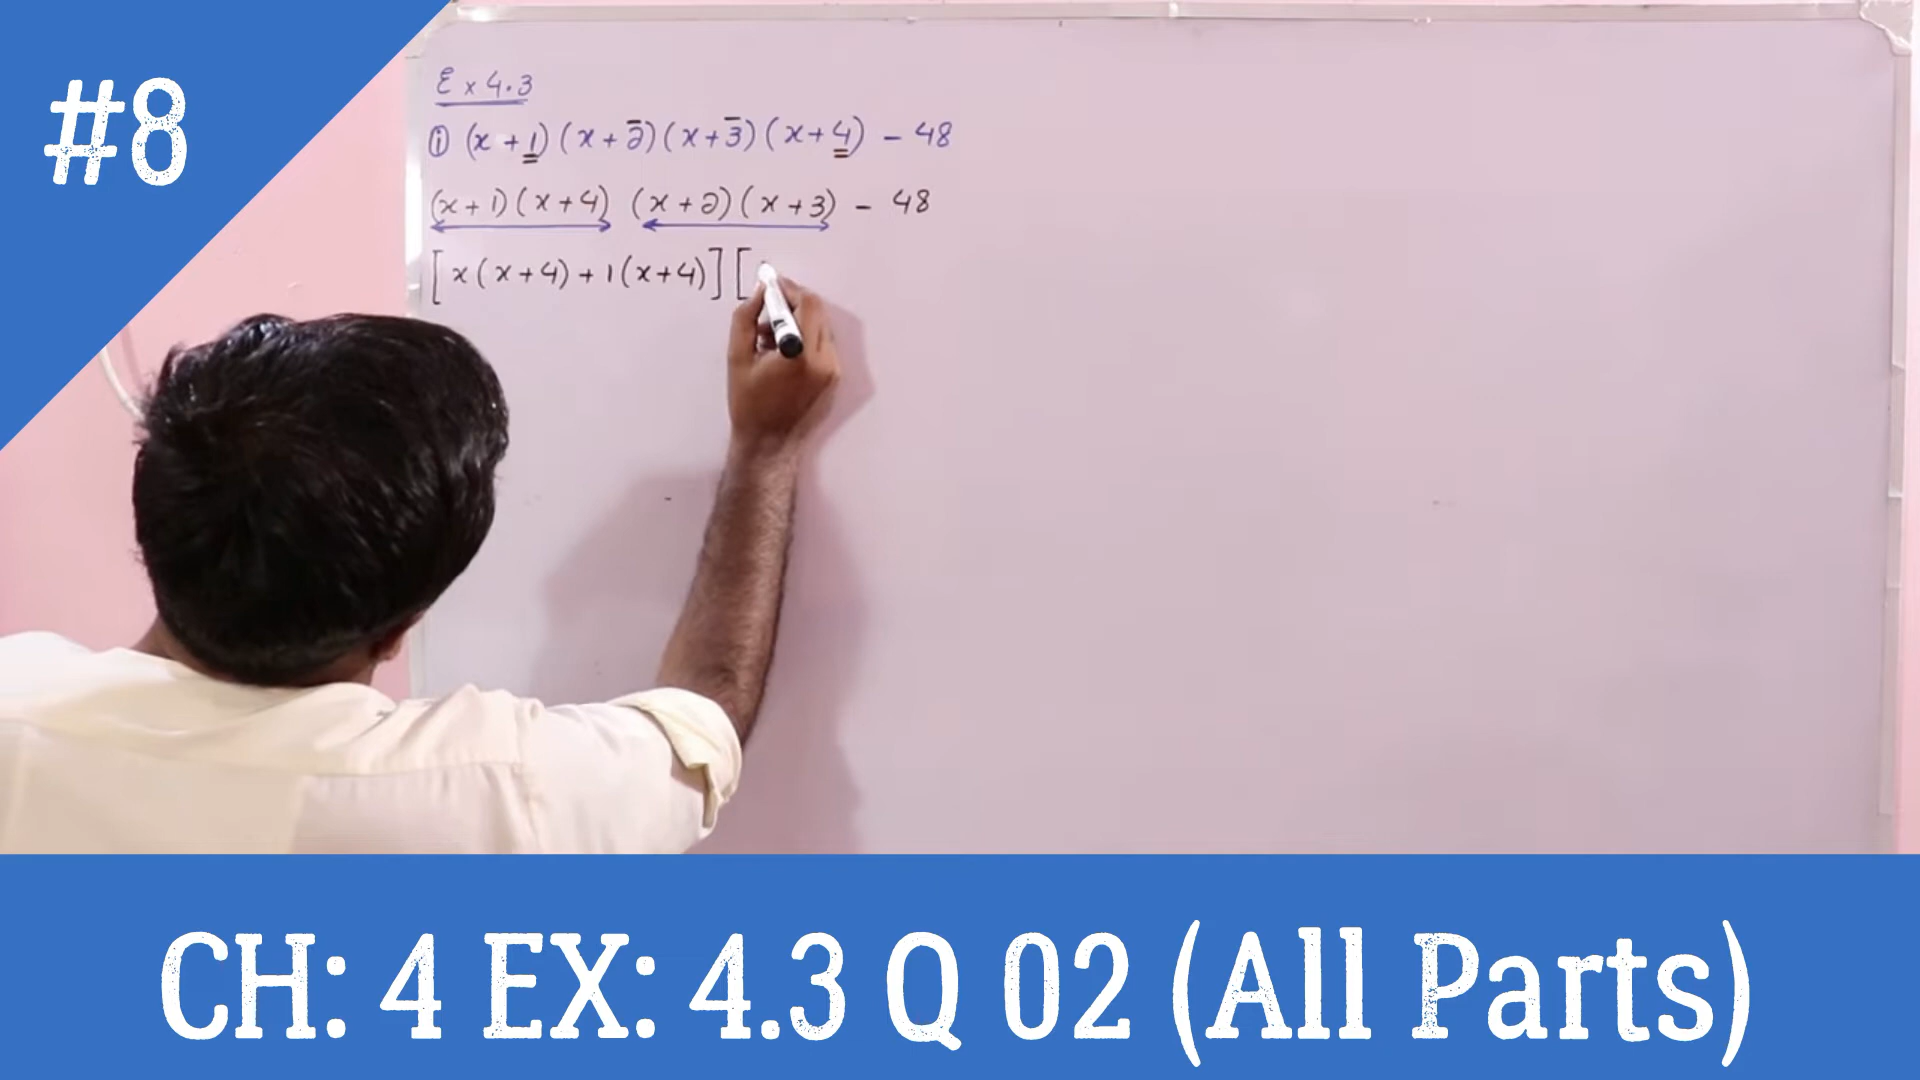 #8
Ex 4.3
(i) (x+1)(x+2)(x+3)(x+4) - 48
(x+1)(x+4) (x+2)(x+3) - 48
[x(x+4)+1(x+4)][
CH: 4 EX: 4.3 Q 02 (All Parts)